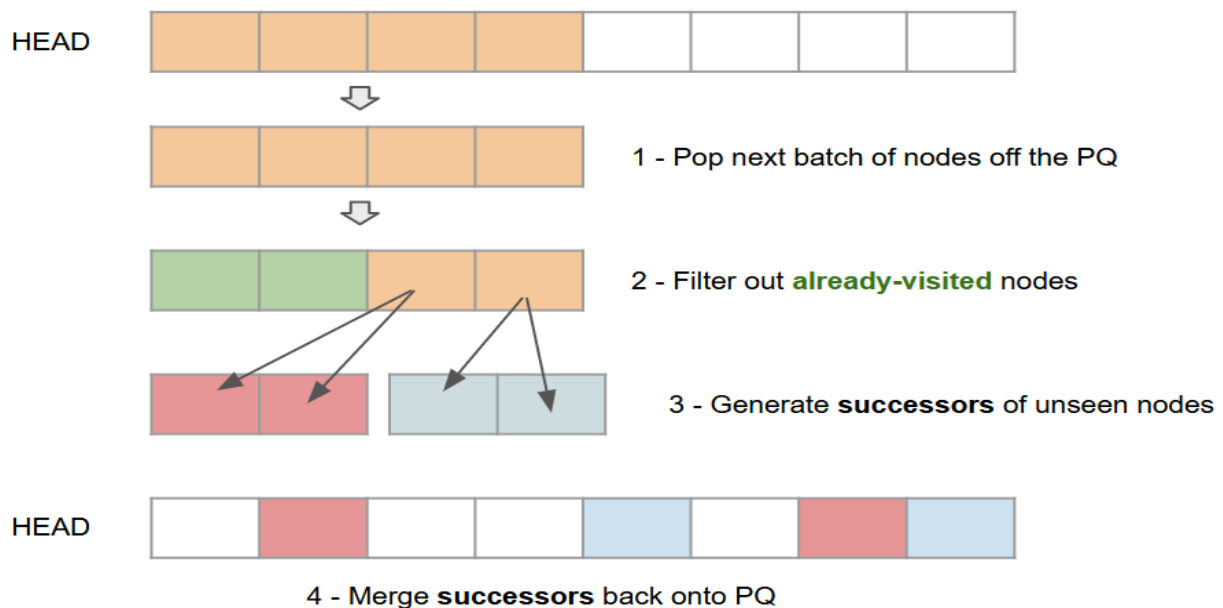 HEAD
1 - Pop next batch of nodes off the PQ
2 - Filter out already-visited nodes
3 - Generate successors of unseen nodes
HEAD
4 - Merge successors back onto PQ